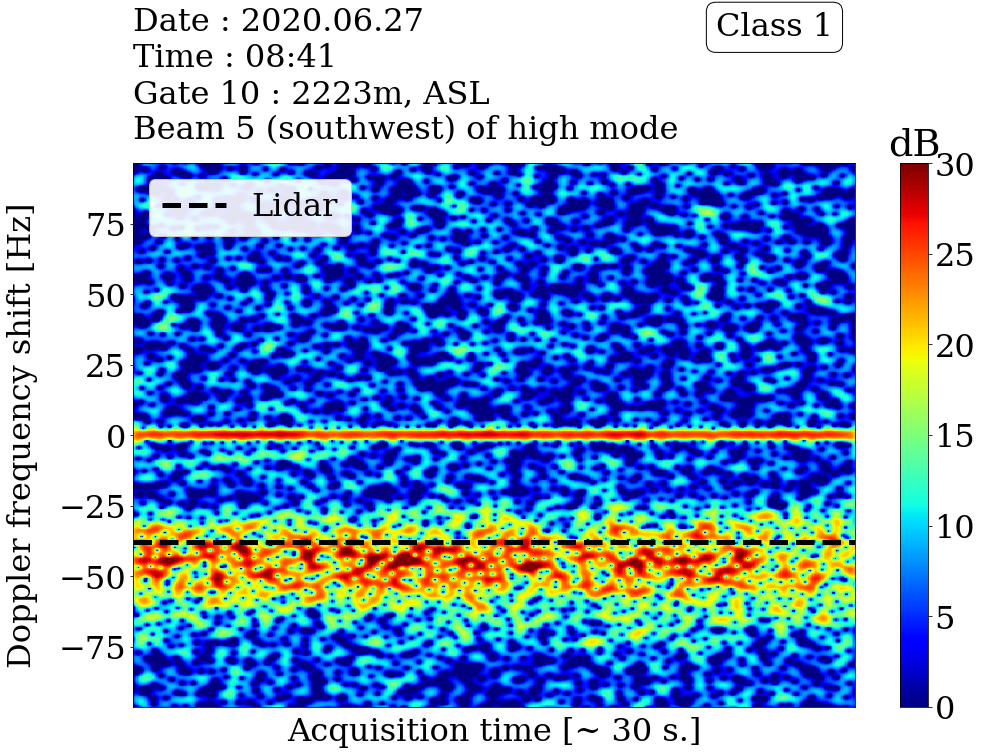 Date : 2020.06.27
Time : 08:41
Gate 10 : 2223m, ASL
Beam 5 (southwest) of high mode
Class 1
dB
Lidar
Doppler frequency shift [Hz]
75
50
25
0
−25
−50
−75
Acquisition time [~ 30 s.]
30
25
20
15
10
5
0